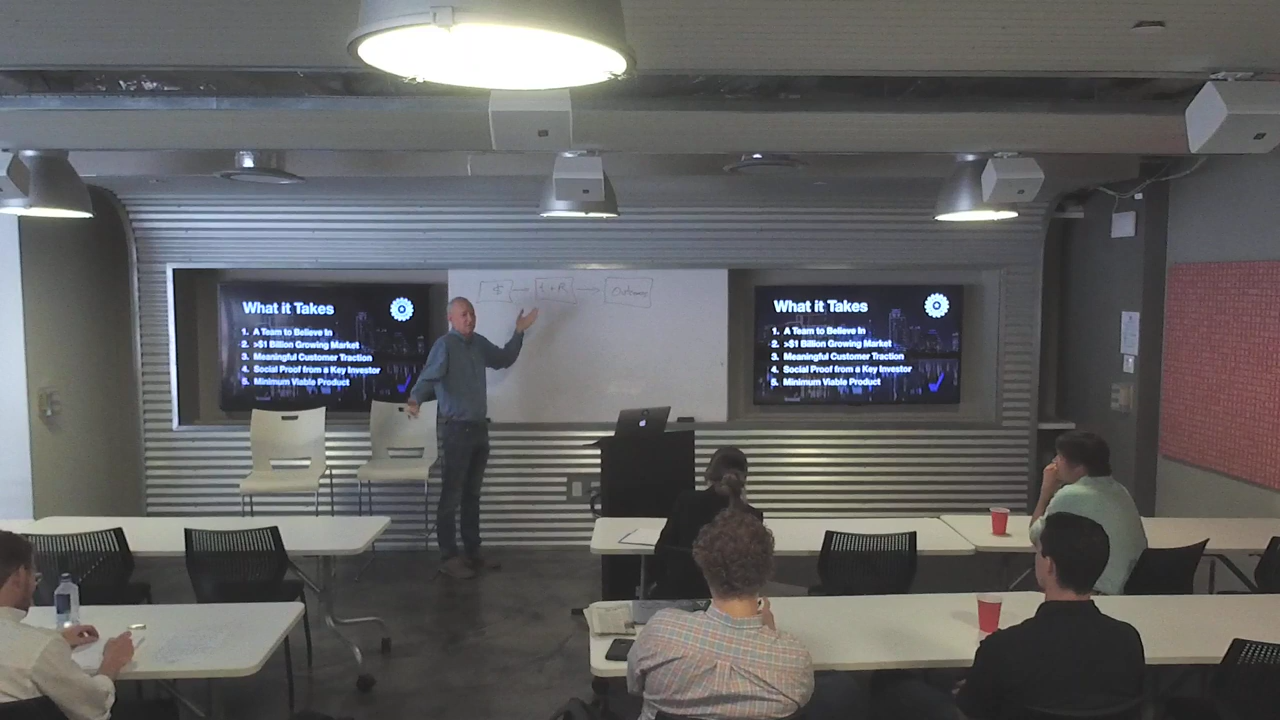 What it Takes
1. A Team to Believe In
2. >$1 Billion Growing Market
3. Meaningful Customer Traction
4. Social Proof from a Key Investor
5. Minimum Viable Product
$
What it Takes
1. A Team to Believe In
2. >$1 Billion Growing Market
3. Meaningful Customer Traction
4. Social Proof from a Key Investor
5. Minimum Viable Product